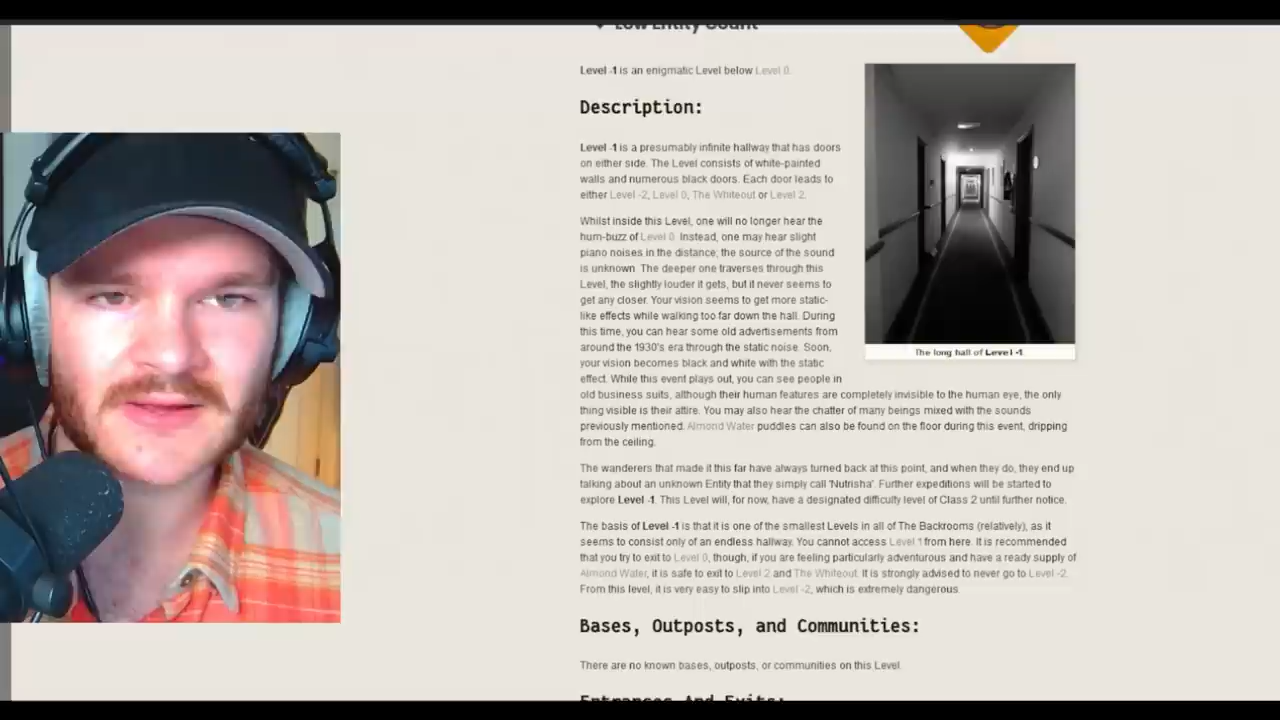 Low Entity Count
Level -1 is an enigmatic Level below Level 0.
Description:
Level -1 is a presumably infinite hallway that has doors
on either side. The Level consists of white-painted
walls and numerous black doors. Each door leads to
either Level -2, Level 0, The Whiteout or Level 2.
Whilst inside this Level, one will no longer hear the
hum-buzz of Level 0. Instead, one may hear slight
piano noises in the distance; the source of the sound
is unknown. The deeper one traverses through this
Level, the slightly louder it gets, but it never seems to
get any closer. Your vision seems to get more static-
like effects while walking too far down the hall. During
this time, you can hear some old advertisements from
around the 1930's era through the static noise. Soon,
your vision becomes black and white with the static
effect. While this event plays out, you can see people in
old business suits, although their human features are completely invisible to the human eye, the only
thing visible is their attire. You may also hear the chatter of many beings mixed with the sounds
previously mentioned. Almond Water puddles can also be found on the floor during this event, dripping
from the ceiling.
The long hall of Level -1
The wanderers that made it this far have always turned back at this point, and when they do, they end up
talking about an unknown Entity that they simply call 'Nutrisha'. Further expeditions will be started to
explore Level -1. This Level will, for now, have a designated difficulty level of Class 2 until further notice.
The basis of Level -1 is that it is one of the smallest Levels in all of The Backrooms (relatively), as it
seems to consist only of an endless hallway. You cannot access Level 1 from here. It is recommended
that you try to exit to Level 0, though, if you are feeling particularly adventurous and have a ready supply of
Almond Water, it is safe to exit to Level 2 and The Whiteout. It is strongly advised to never go to Level -2.
From this level, it is very easy to slip into Level -2, which is extremely dangerous.
Bases, Outposts, and Communities:
There are no known bases, outposts, or communities on this Level.
Entrances And Exits: